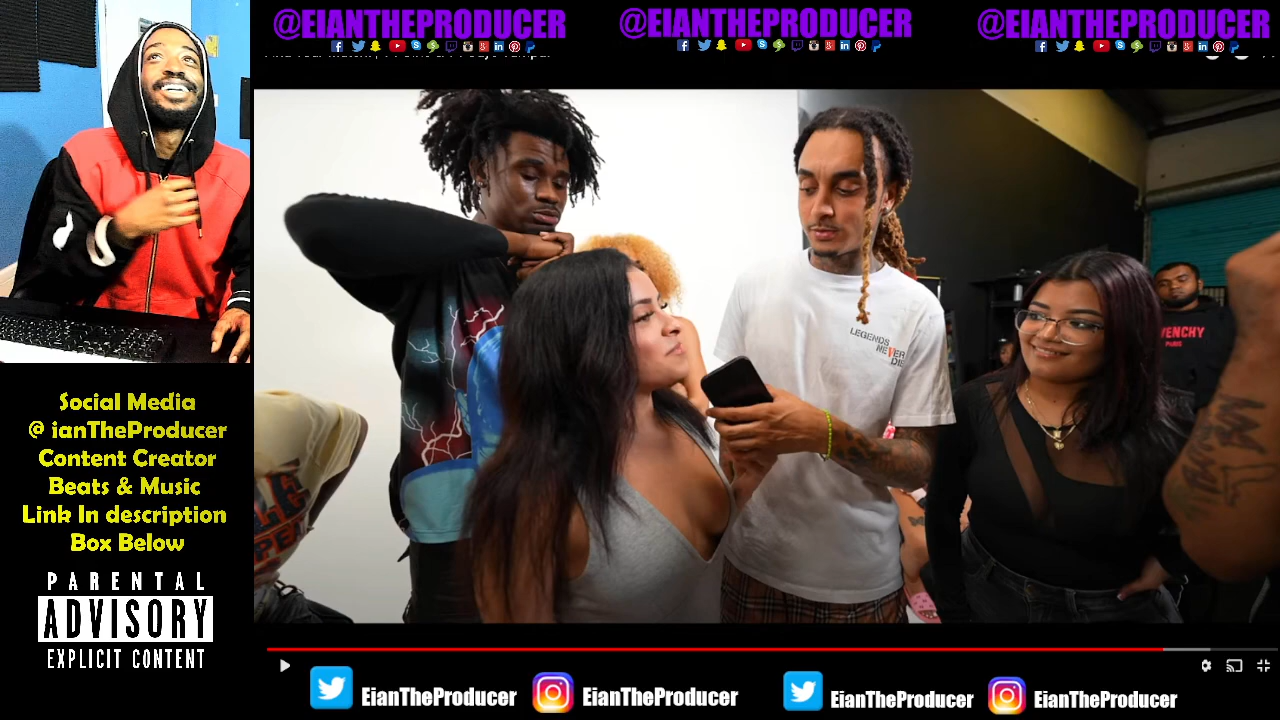 @EIANTHEPRODUCER
@EIANTHEPRODUCER
@EIANTHEPRODUCER
LEGENDS
NEVER
DIE
VENCHY
PARIS
Social Media
@ ianTheProducer
Content Creator
Beats & Music
Link In description
Box Below
PARENTAL
ADVISORY
EXPLICIT CONTENT
EianTheProducer
EianTheProducer
EianTheProducer
EianTheProducer